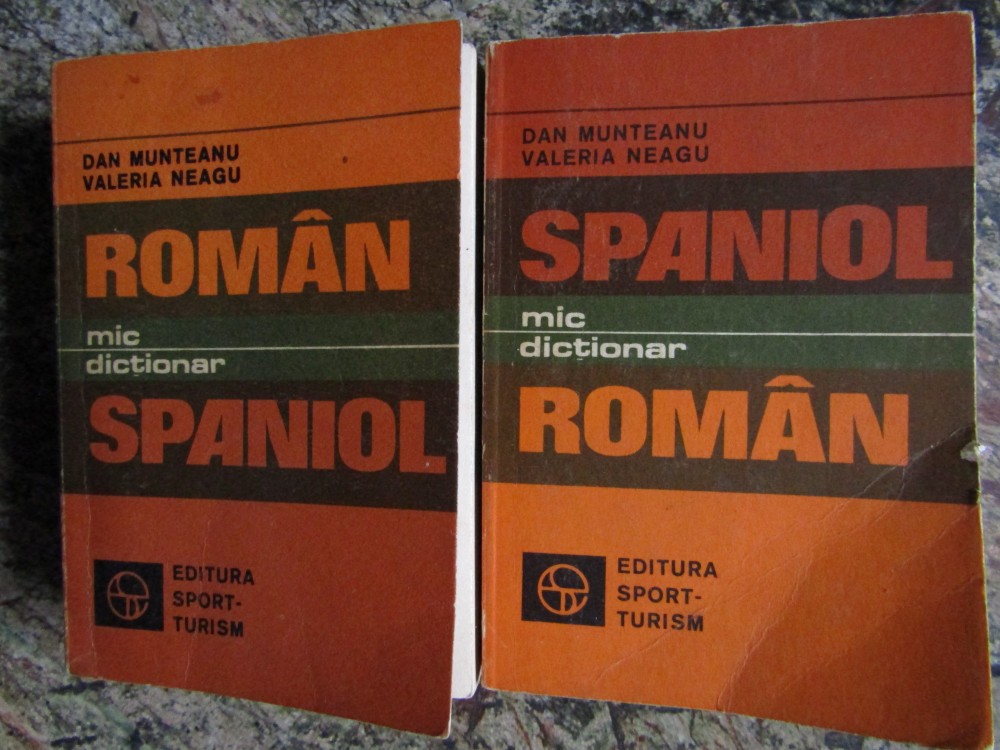 DAN MUNTEANU
VALERIA NEAGU
ROMÂN
mic
dicționar
SPANIOL
EDITURA
SPORT-
TURISM
DAN MUNTEANU
VALERIA NEAGU
SPANIOL
mic
dicționar
ROMÂN
EDITURA
SPORT-
TURISM